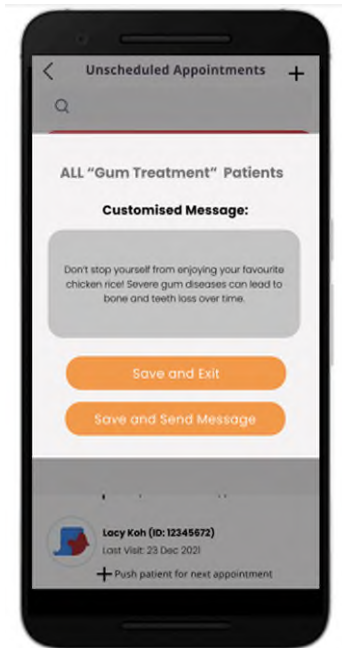 Unscheduled Appointments
ALL “Gum Treatment” Patients
Customised Message:
Don't stop yourself from enjoying your favourite
chicken rice! Severe gum diseases can lead to
bone and teeth loss over time.
Save and Exit
Save and Send Message
Lacy Koh (ID: 12345672)
Last Visit: 23 Dec 2021
+ Push patient for next appointment